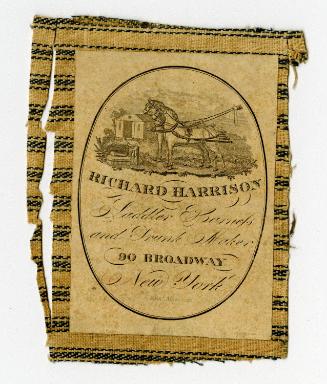 RICHARD HARRISON
Saddler Harness
and Trunk Maker
90 BROADWAY
New York